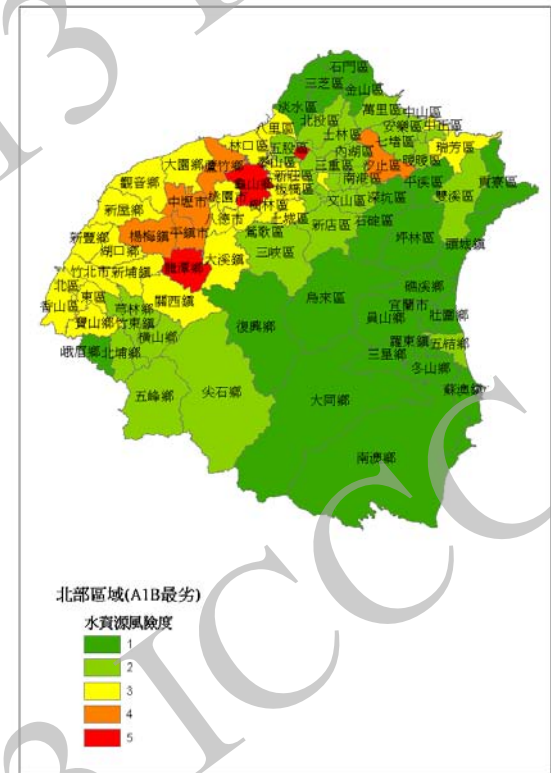 石門區
三芝區
金山區
淡水區
萬里區
中山區
北投區
安樂區
中正區
八里區
士林區
七堵區
林口區
五股區
內湖區
瑞芳區
大園鄉
蘆竹鄉
泰山區
三重區
汐止區
暖暖區
觀音鄉
龜山鄉
新莊區
南港區
平溪區
貢寮區
中壢市
桃園市
板橋區
樹林區
文山區
深坑區
雙溪區
新屋鄉
八德市
土城區
新店區
石碇區
新豐鄉
楊梅鎮
平鎮市
鶯歌區
坪林區
頭城鎮
湖口鄉
三峽區
竹北市
新埔鎮
龍潭鄉
大溪鎮
北區
關西鎮
烏來區
礁溪鄉
香山區
東區
芎林鄉
宜蘭市
寶山鄉
竹東鎮
復興鄉
員山鄉
壯圍鄉
橫山鄉
羅東鎮
五結鄉
峨眉鄉
北埔鄉
三星鄉
冬山鄉
五峰鄉
尖石鄉
大同鄉
蘇澳鎮
南澳鄉
北部區域(A1B最劣)
水資源風險度
1
2
3
4
5
3 ICCC